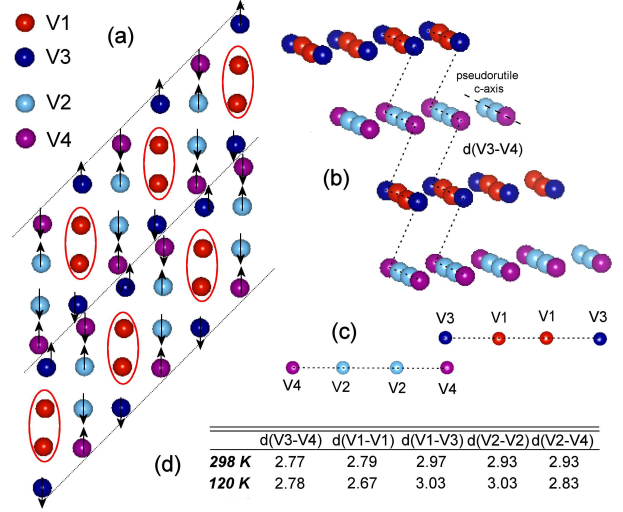 V1
V3
V2
V4
(a)
pseudorutile
c-axis
d(V3-V4)
(b)
(c)
V3 V1 V1 V3
V4 V2 V2 V4
(d)
d(V3-V4) d(V1-V1) d(V1-V3) d(V2-V2) d(V2-V4)
298 K 2.77 2.79 2.97 2.93 2.93
120 K 2.78 2.67 3.03 3.03 2.83